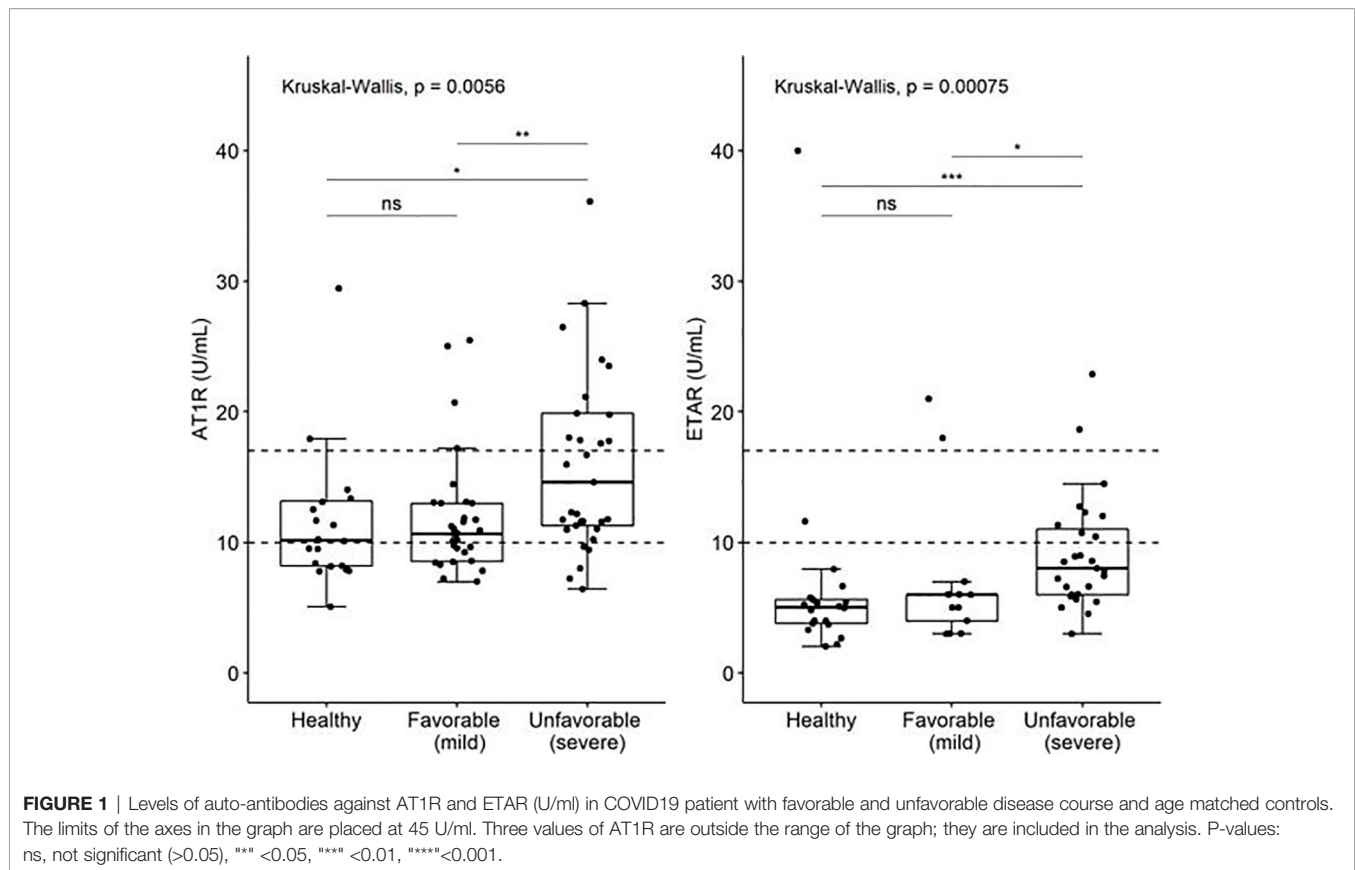 Kruskal-Wallis, p = 0.0056
**
*
ns
40
30
20
10
0
AT1R (U/mL)
Healthy
Favorable
(mild)
Unfavorable
(severe)
Kruskal-Wallis, p = 0.00075
*
***
ns
40
30
20
10
0
ETAR (U/mL)
Healthy
Favorable
(mild)
Unfavorable
(severe)
FIGURE 1 | Levels of auto-antibodies against AT1R and ETAR (U/ml) in COVID19 patient with favorable and unfavorable disease course and age matched controls.
The limits of the axes in the graph are placed at 45 U/ml. Three values of AT1R are outside the range of the graph; they are included in the analysis. P-values:
ns, not significant (>0.05), "*" <0.05, "**" <0.01, "***"<0.001.